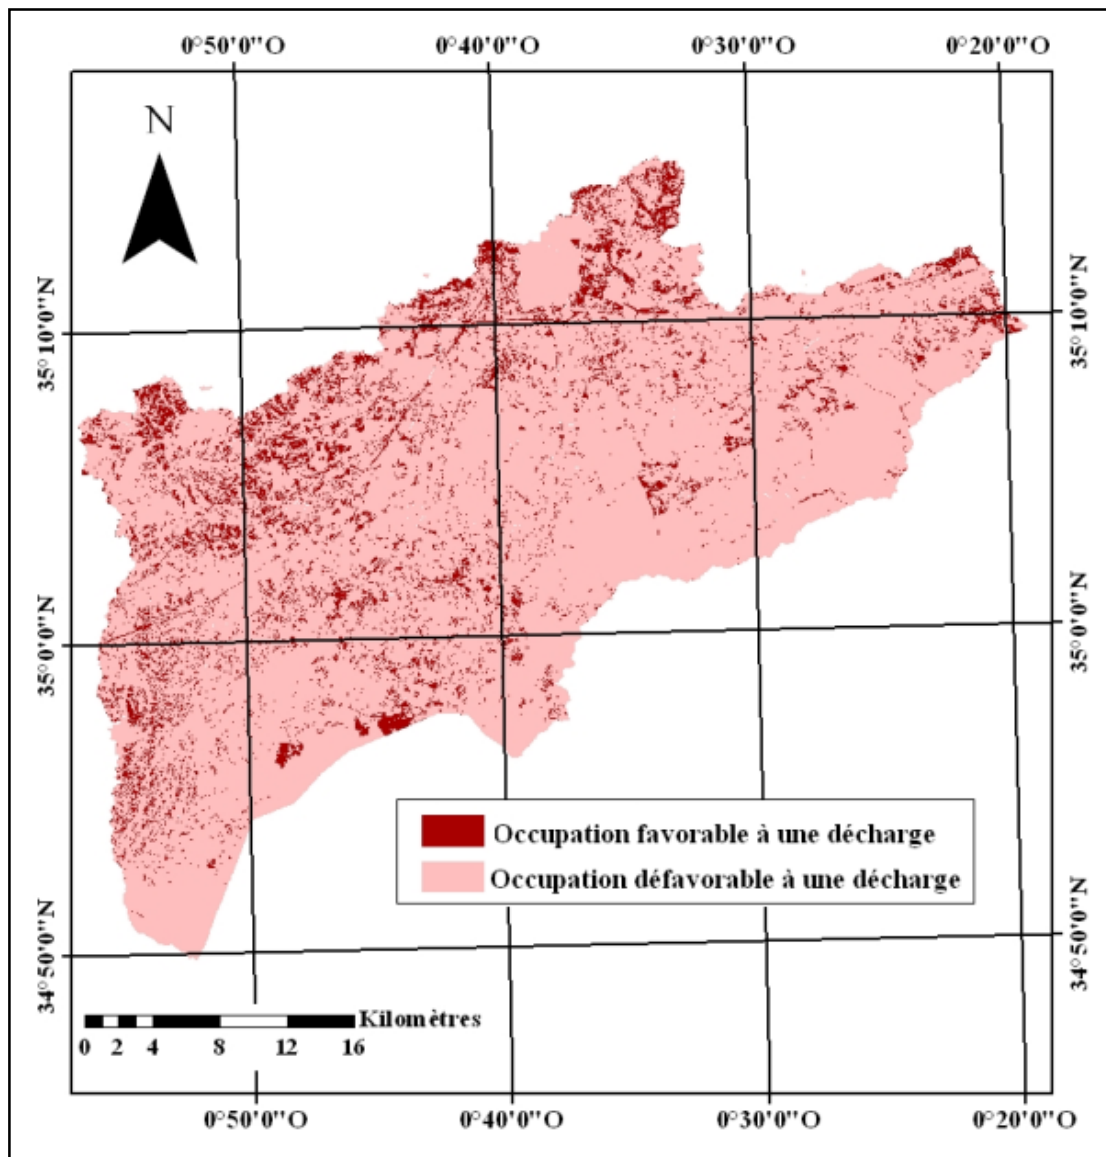 0°50'0"O 0°40'0"O 0°30'0"O 0°20'0"O
N
35°10'0"N
35°10'0"N
35°0'0"N
35°0'0"N
Occupation favorable à une décharge
Occupation défavorable à une décharge
34°50'0"N
34°50'0"N
Kilomètres
0 2 4 8 12 16
0°50'0"O 0°40'0"O 0°30'0"O 0°20'0"O